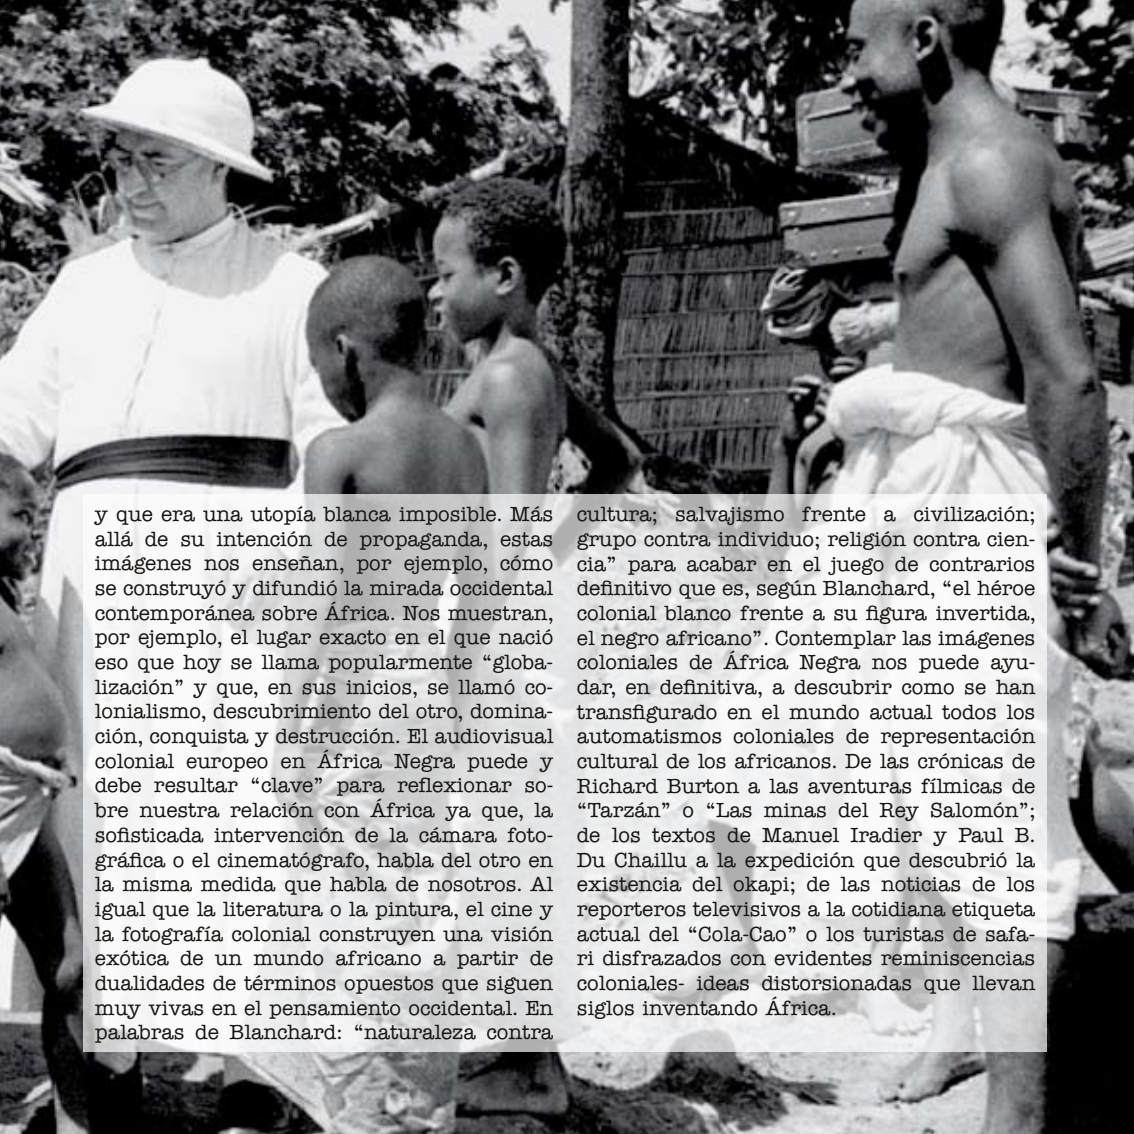 y que era una utopía blanca imposible. Más
allá de su intención de propaganda, estas
imágenes nos enseñan, por ejemplo, cómo
se construyó y difundió la mirada occidental
contemporánea sobre África. Nos muestran,
por ejemplo, el lugar exacto en el que nació
eso que hoy se llama popularmente “globa-
lización” y que, en sus inicios, se llamó co-
lonialismo, descubrimiento del otro, domina-
ción, conquista y destrucción. El audiovisual
colonial europeo en África Negra puede y
debe resultar “clave” para reflexionar so-
bre nuestra relación con África ya que, la
sofisticada intervención de la cámara foto-
gráfica o el cinematógrafo, habla del otro en
la misma medida que habla de nosotros. Al
igual que la literatura o la pintura, el cine y
la fotografía colonial construyen una visión
exótica de un mundo africano a partir de
dualidades de términos opuestos que siguen
muy vivas en el pensamiento occidental. En
palabras de Blanchard: “naturaleza contra
cultura; salvajismo frente a civilización;
grupo contra individuo; religión contra cien-
cia” para acabar en el juego de contrarios
definitivo que es, según Blanchard, “el héroe
colonial blanco frente a su figura invertida,
el negro africano”. Contemplar las imágenes
coloniales de África Negra nos puede ayu-
dar, en definitiva, a descubrir como se han
transfigurado en el mundo actual todos los
automatismos coloniales de representación
cultural de los africanos. De las crónicas de
Richard Burton a las aventuras fílmicas de
“Tarzán” o “Las minas del Rey Salomón”;
de los textos de Manuel Iradier y Paul B.
Du Chaillu a la expedición que descubrió la
existencia del okapi; de las noticias de los
reporteros televisivos a la cotidiana etiqueta
actual del “Cola-Cao” o los turistas de safa-
ri disfrazados con evidentes reminiscencias
coloniales- ideas distorsionadas que llevan
siglos inventando África.